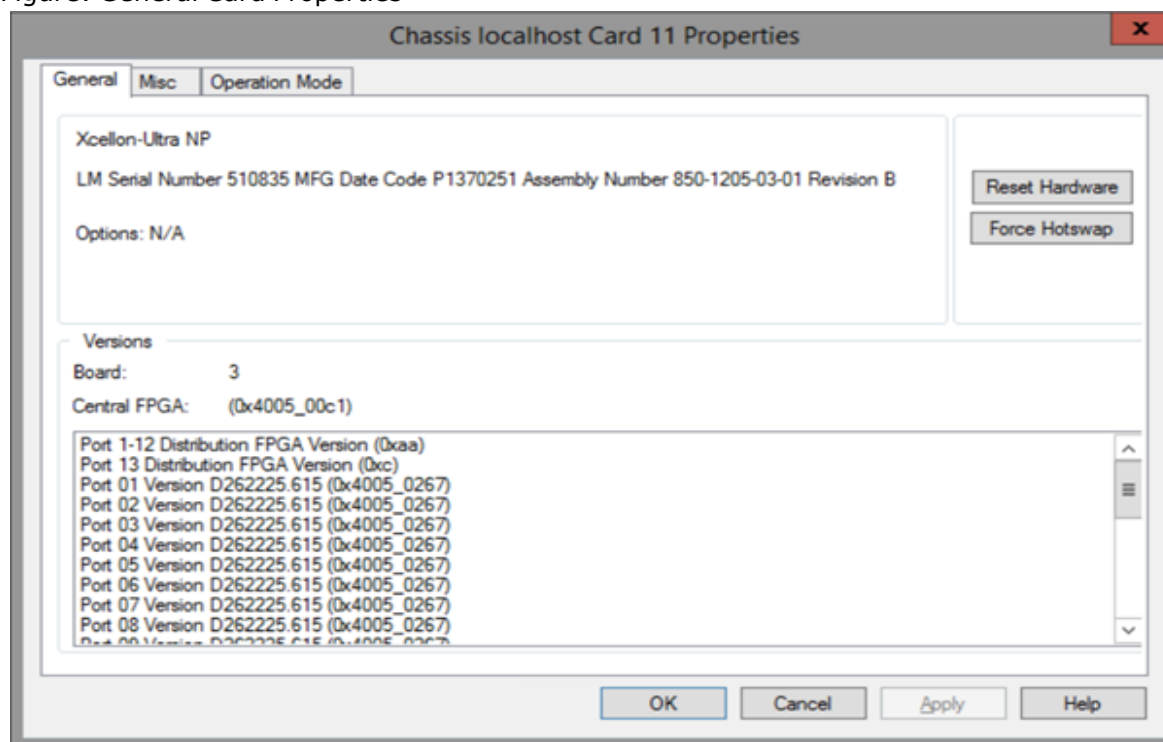 Figure: General Card Properties
Chassis localhost Card 11 Properties
General Misc Operation Mode
Xcellon-Ultra NP
LM Serial Number 510835 MFG Date Code P1370251 Assembly Number 850-1205-03-01 Revision B
Reset Hardware
Options: N/A
Force Hotswap
Versions
Board: 3
Central FPGA: (0x4005_00c1)
Port 1-12 Distribution FPGA Version (0xaa)
Port 13 Distribution FPGA Version (0xc)
Port 01 Version D262225.615 (0x4005_0267)
Port 02 Version D262225.615 (0x4005_0267)
Port 03 Version D262225.615 (0x4005_0267)
Port 04 Version D262225.615 (0x4005_0267)
Port 05 Version D262225.615 (0x4005_0267)
Port 06 Version D262225.615 (0x4005_0267)
Port 07 Version D262225.615 (0x4005_0267)
Port 08 Version D262225.615 (0x4005_0267)
OK Cancel Apply Help